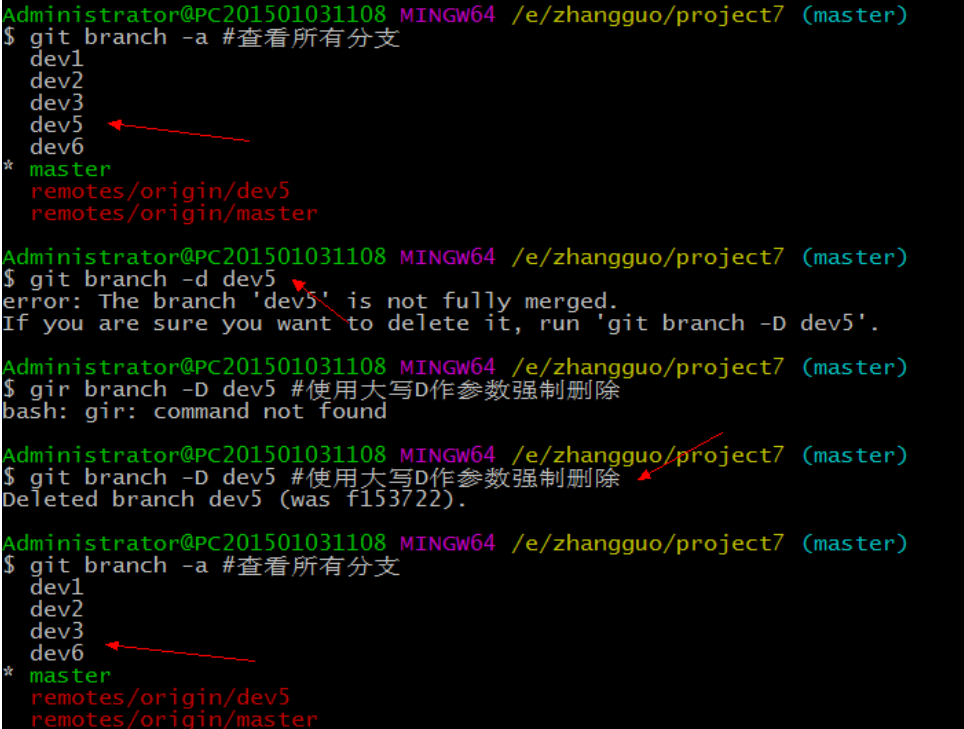 Administrator@PC201501031108 MINGW64 /e/zhangguo/project7 (master)
$ git branch -a #查看所有分支
  dev1
  dev2
  dev3
  dev5
  dev6
* master
  remotes/origin/dev5
  remotes/origin/master

Administrator@PC201501031108 MINGW64 /e/zhangguo/project7 (master)
$ git branch -d dev5
error: The branch 'dev5' is not fully merged.
If you are sure you want to delete it, run 'git branch -D dev5'.

Administrator@PC201501031108 MINGW64 /e/zhangguo/project7 (master)
$ gir branch -D dev5 #使用大写D作参数强制删除
bash: gir: command not found

Administrator@PC201501031108 MINGW64 /e/zhangguo/project7 (master)
$ git branch -D dev5 #使用大写D作参数强制删除
Deleted branch dev5 (was f153722).

Administrator@PC201501031108 MINGW64 /e/zhangguo/project7 (master)
$ git branch -a #查看所有分支
  dev1
  dev2
  dev3
  dev6
* master
  remotes/origin/dev5
  remotes/origin/master